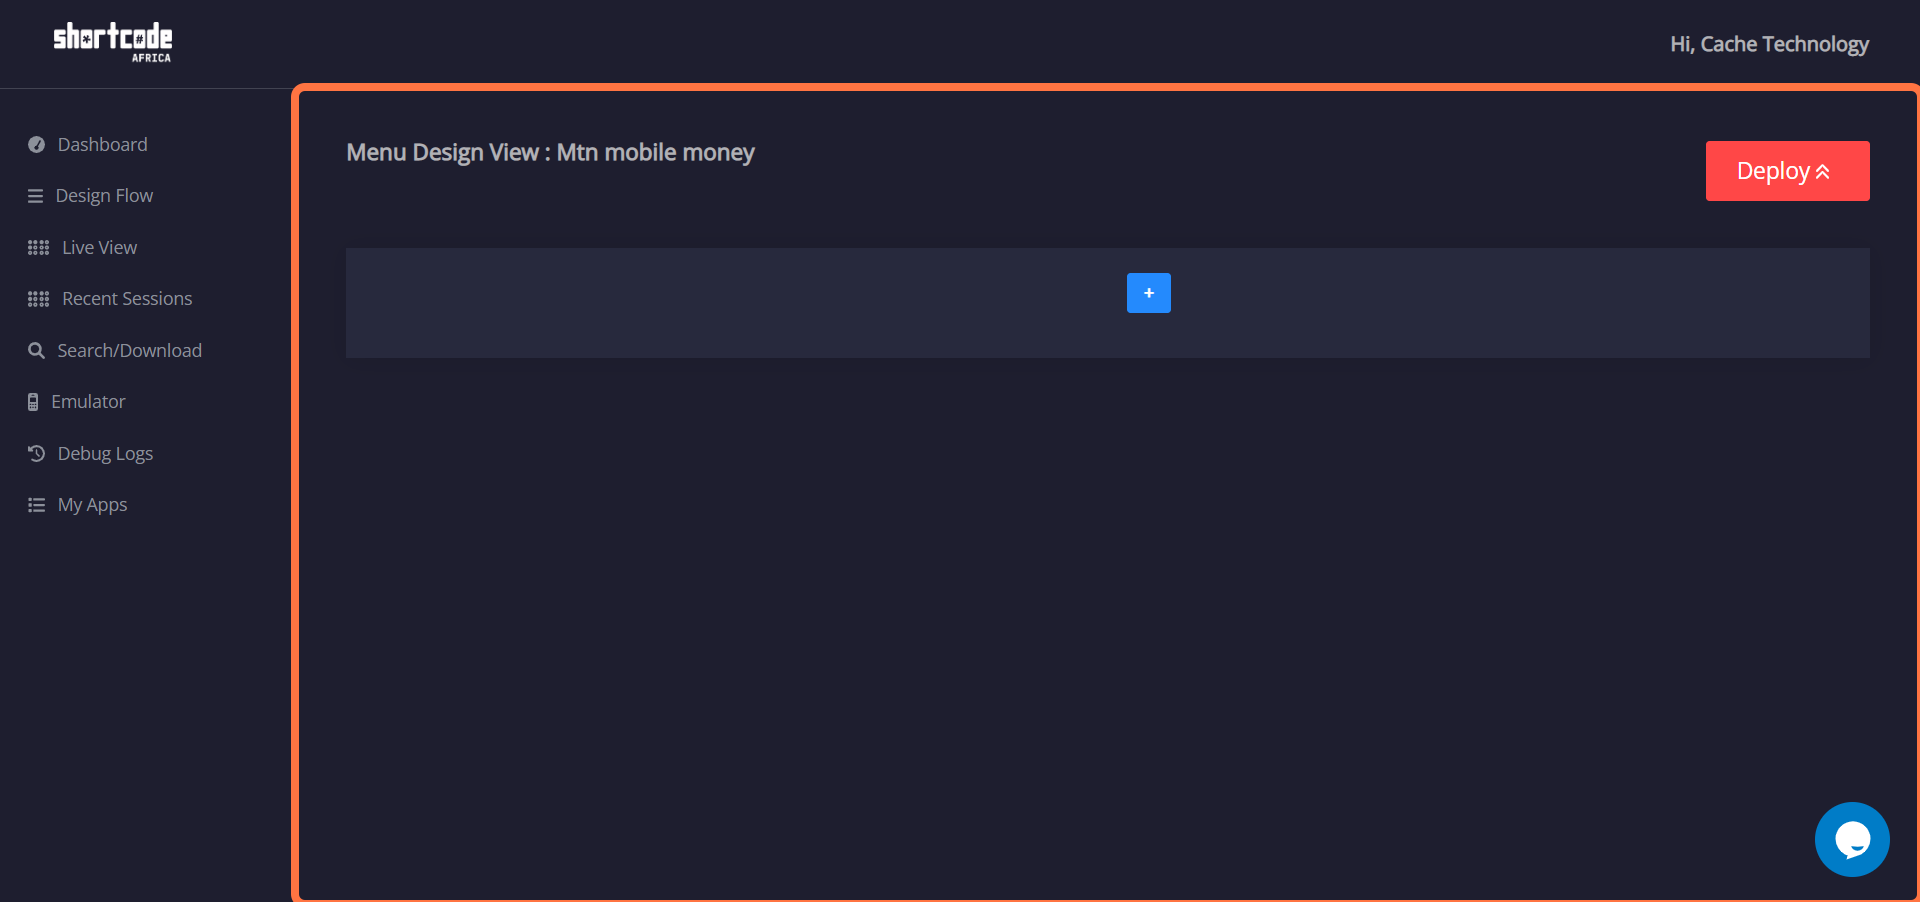 shortcode
AFRICA
Hi, Cache Technology
Dashboard
Design Flow
Live View
Recent Sessions
Search/Download
Emulator
Debug Logs
My Apps
Menu Design View : Mtn mobile money
Deploy
+